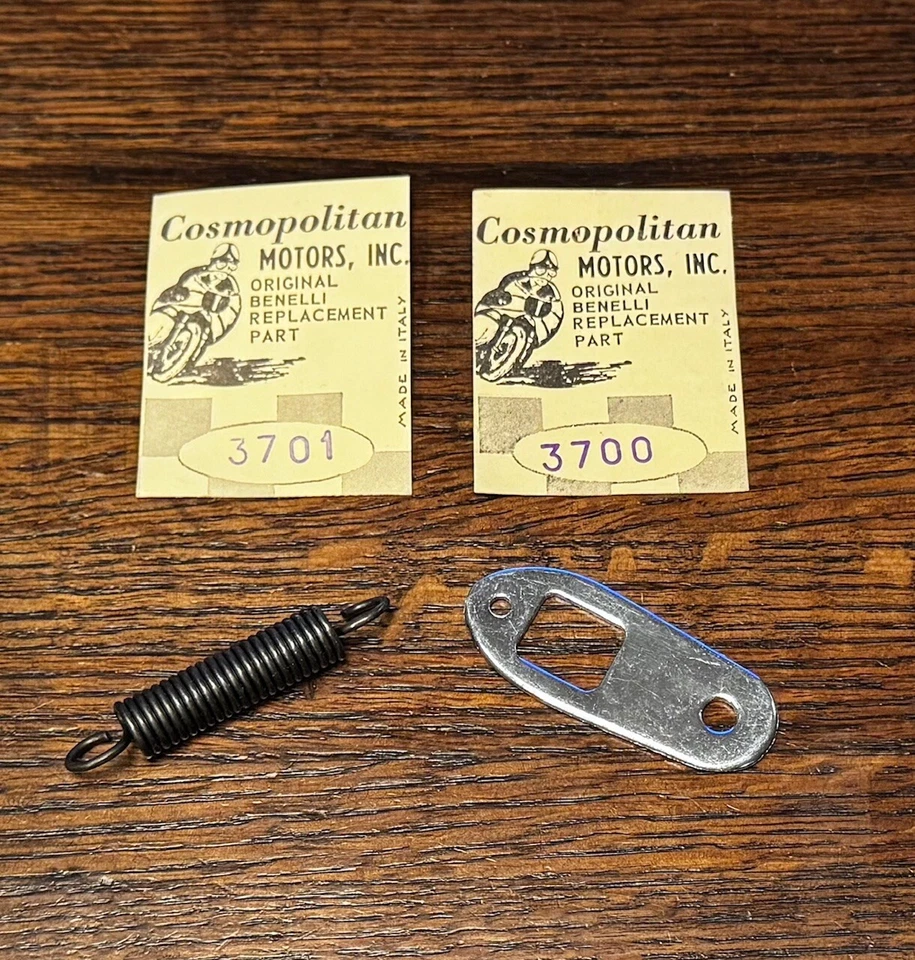 Cosmopolitan
MOTORS, INC.
ORIGINAL
BENELLI
REPLACEMENT
PART
MADE IN ITALY
3701
Cosmopolitan
MOTORS, INC.
ORIGINAL
BENELLI
REPLACEMENT
PART
MADE IN ITALY
3700